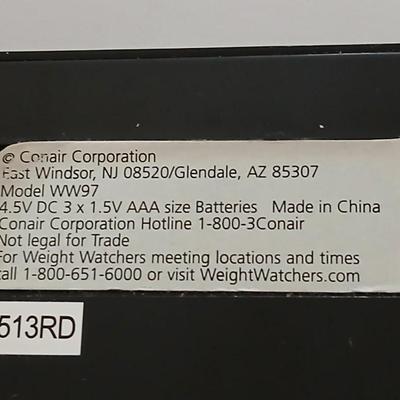 © Conair Corporation
East Windsor, NJ 08520/Glendale, AZ 85307
Model WW97
4.5V DC 3 x 1.5V AAA size Batteries Made in China
Conair Corporation Hotline 1-800-3Conair
Not legal for Trade
For Weight Watchers meeting locations and times
call 1-800-651-6000 or visit WeightWatchers.com
513RD